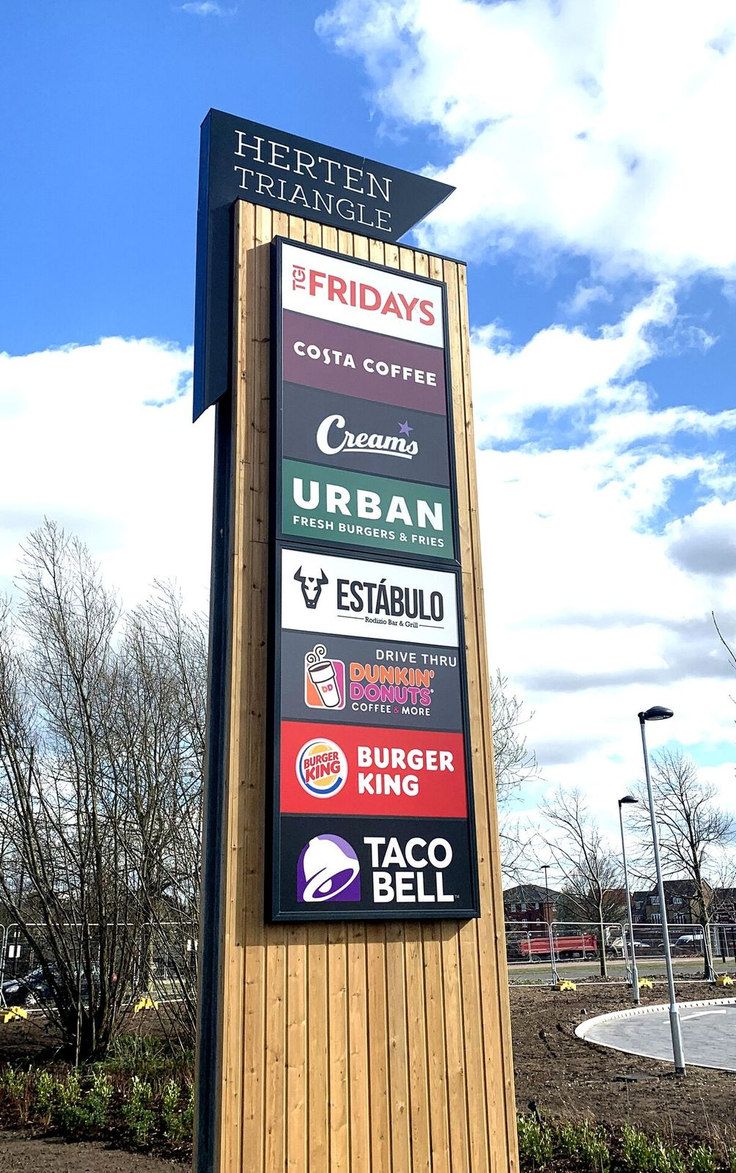 HERTEN
TRIANGLE
TGI FRIDAYS
COSTA COFFEE
Creams
URBAN
FRESH BURGERS & FRIES
ESTÁBULO
Rodizio Bar & Grill
DRIVE THRU
DD
DUNKIN'
DONUTS
COFFEE & MORE
BURGER
KING
BURGER
KING
TACO
BELL